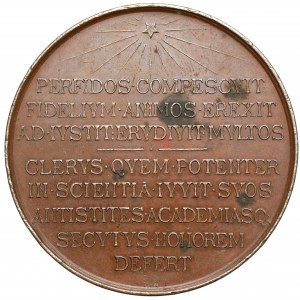 PERFIDOS·COMPESCVIT
FIDELIVM·ANIMOS·EREXIT
AD·IVSTIT·ERVDIVIT·MVLTOS
CLERVS·QVEM·POTENTER
IN·SCIENTIA·IVVIT·SVOS
ANTISTITES·ACADEMIASQ·
SECVTVS·HONOREM
DEFERT